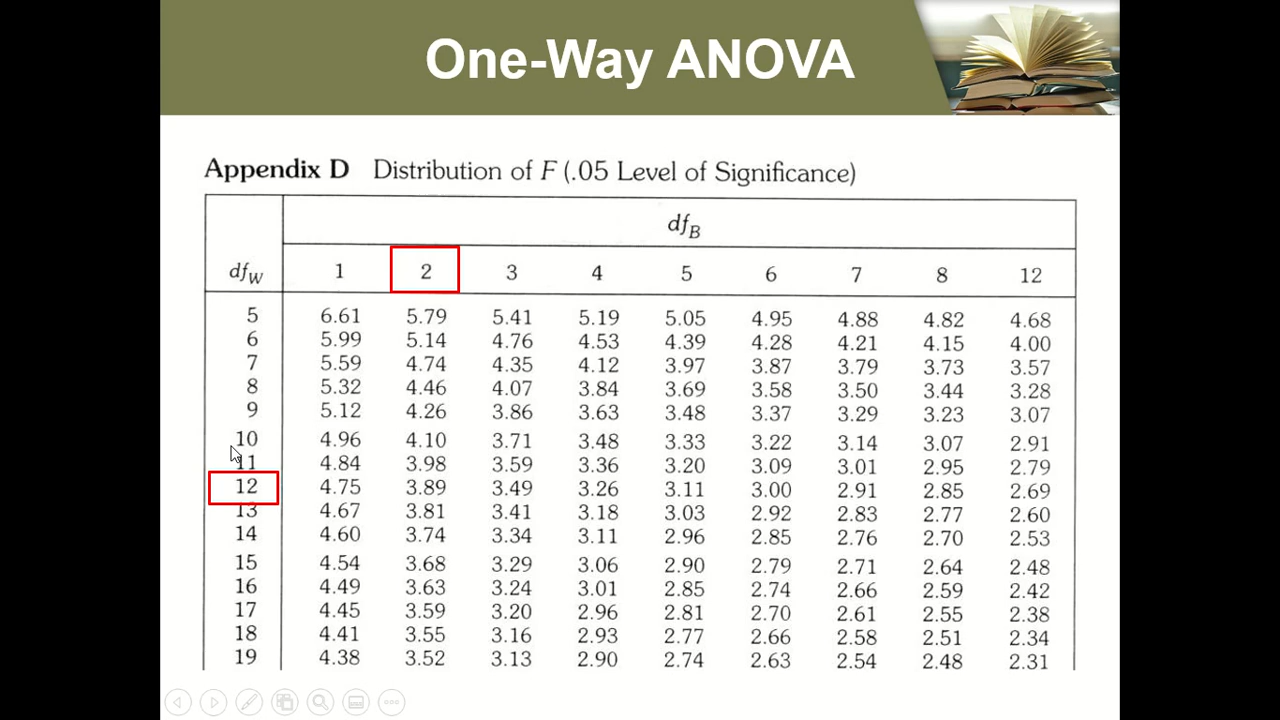 One-Way ANOVA
Appendix D Distribution of F (.05 Level of Significance)
df_B
df_W 1 2 3 4 5 6 7 8 12
5 6.61 5.79 5.41 5.19 5.05 4.95 4.88 4.82 4.68
6 5.99 5.14 4.76 4.53 4.39 4.28 4.21 4.15 4.00
7 5.59 4.74 4.35 4.12 3.97 3.87 3.79 3.73 3.57
8 5.32 4.46 4.07 3.84 3.69 3.58 3.50 3.44 3.28
9 5.12 4.26 3.86 3.63 3.48 3.37 3.29 3.23 3.07
10 4.96 4.10 3.71 3.48 3.33 3.22 3.14 3.07 2.91
11 4.84 3.98 3.59 3.36 3.20 3.09 3.01 2.95 2.79
12 4.75 3.89 3.49 3.26 3.11 3.00 2.91 2.85 2.69
13 4.67 3.81 3.41 3.18 3.03 2.92 2.83 2.77 2.60
14 4.60 3.74 3.34 3.11 2.96 2.85 2.76 2.70 2.53
15 4.54 3.68 3.29 3.06 2.90 2.79 2.71 2.64 2.48
16 4.49 3.63 3.24 3.01 2.85 2.74 2.66 2.59 2.42
17 4.45 3.59 3.20 2.96 2.81 2.70 2.61 2.55 2.38
18 4.41 3.55 3.16 2.93 2.77 2.66 2.58 2.51 2.34
19 4.38 3.52 3.13 2.90 2.74 2.63 2.54 2.48 2.31